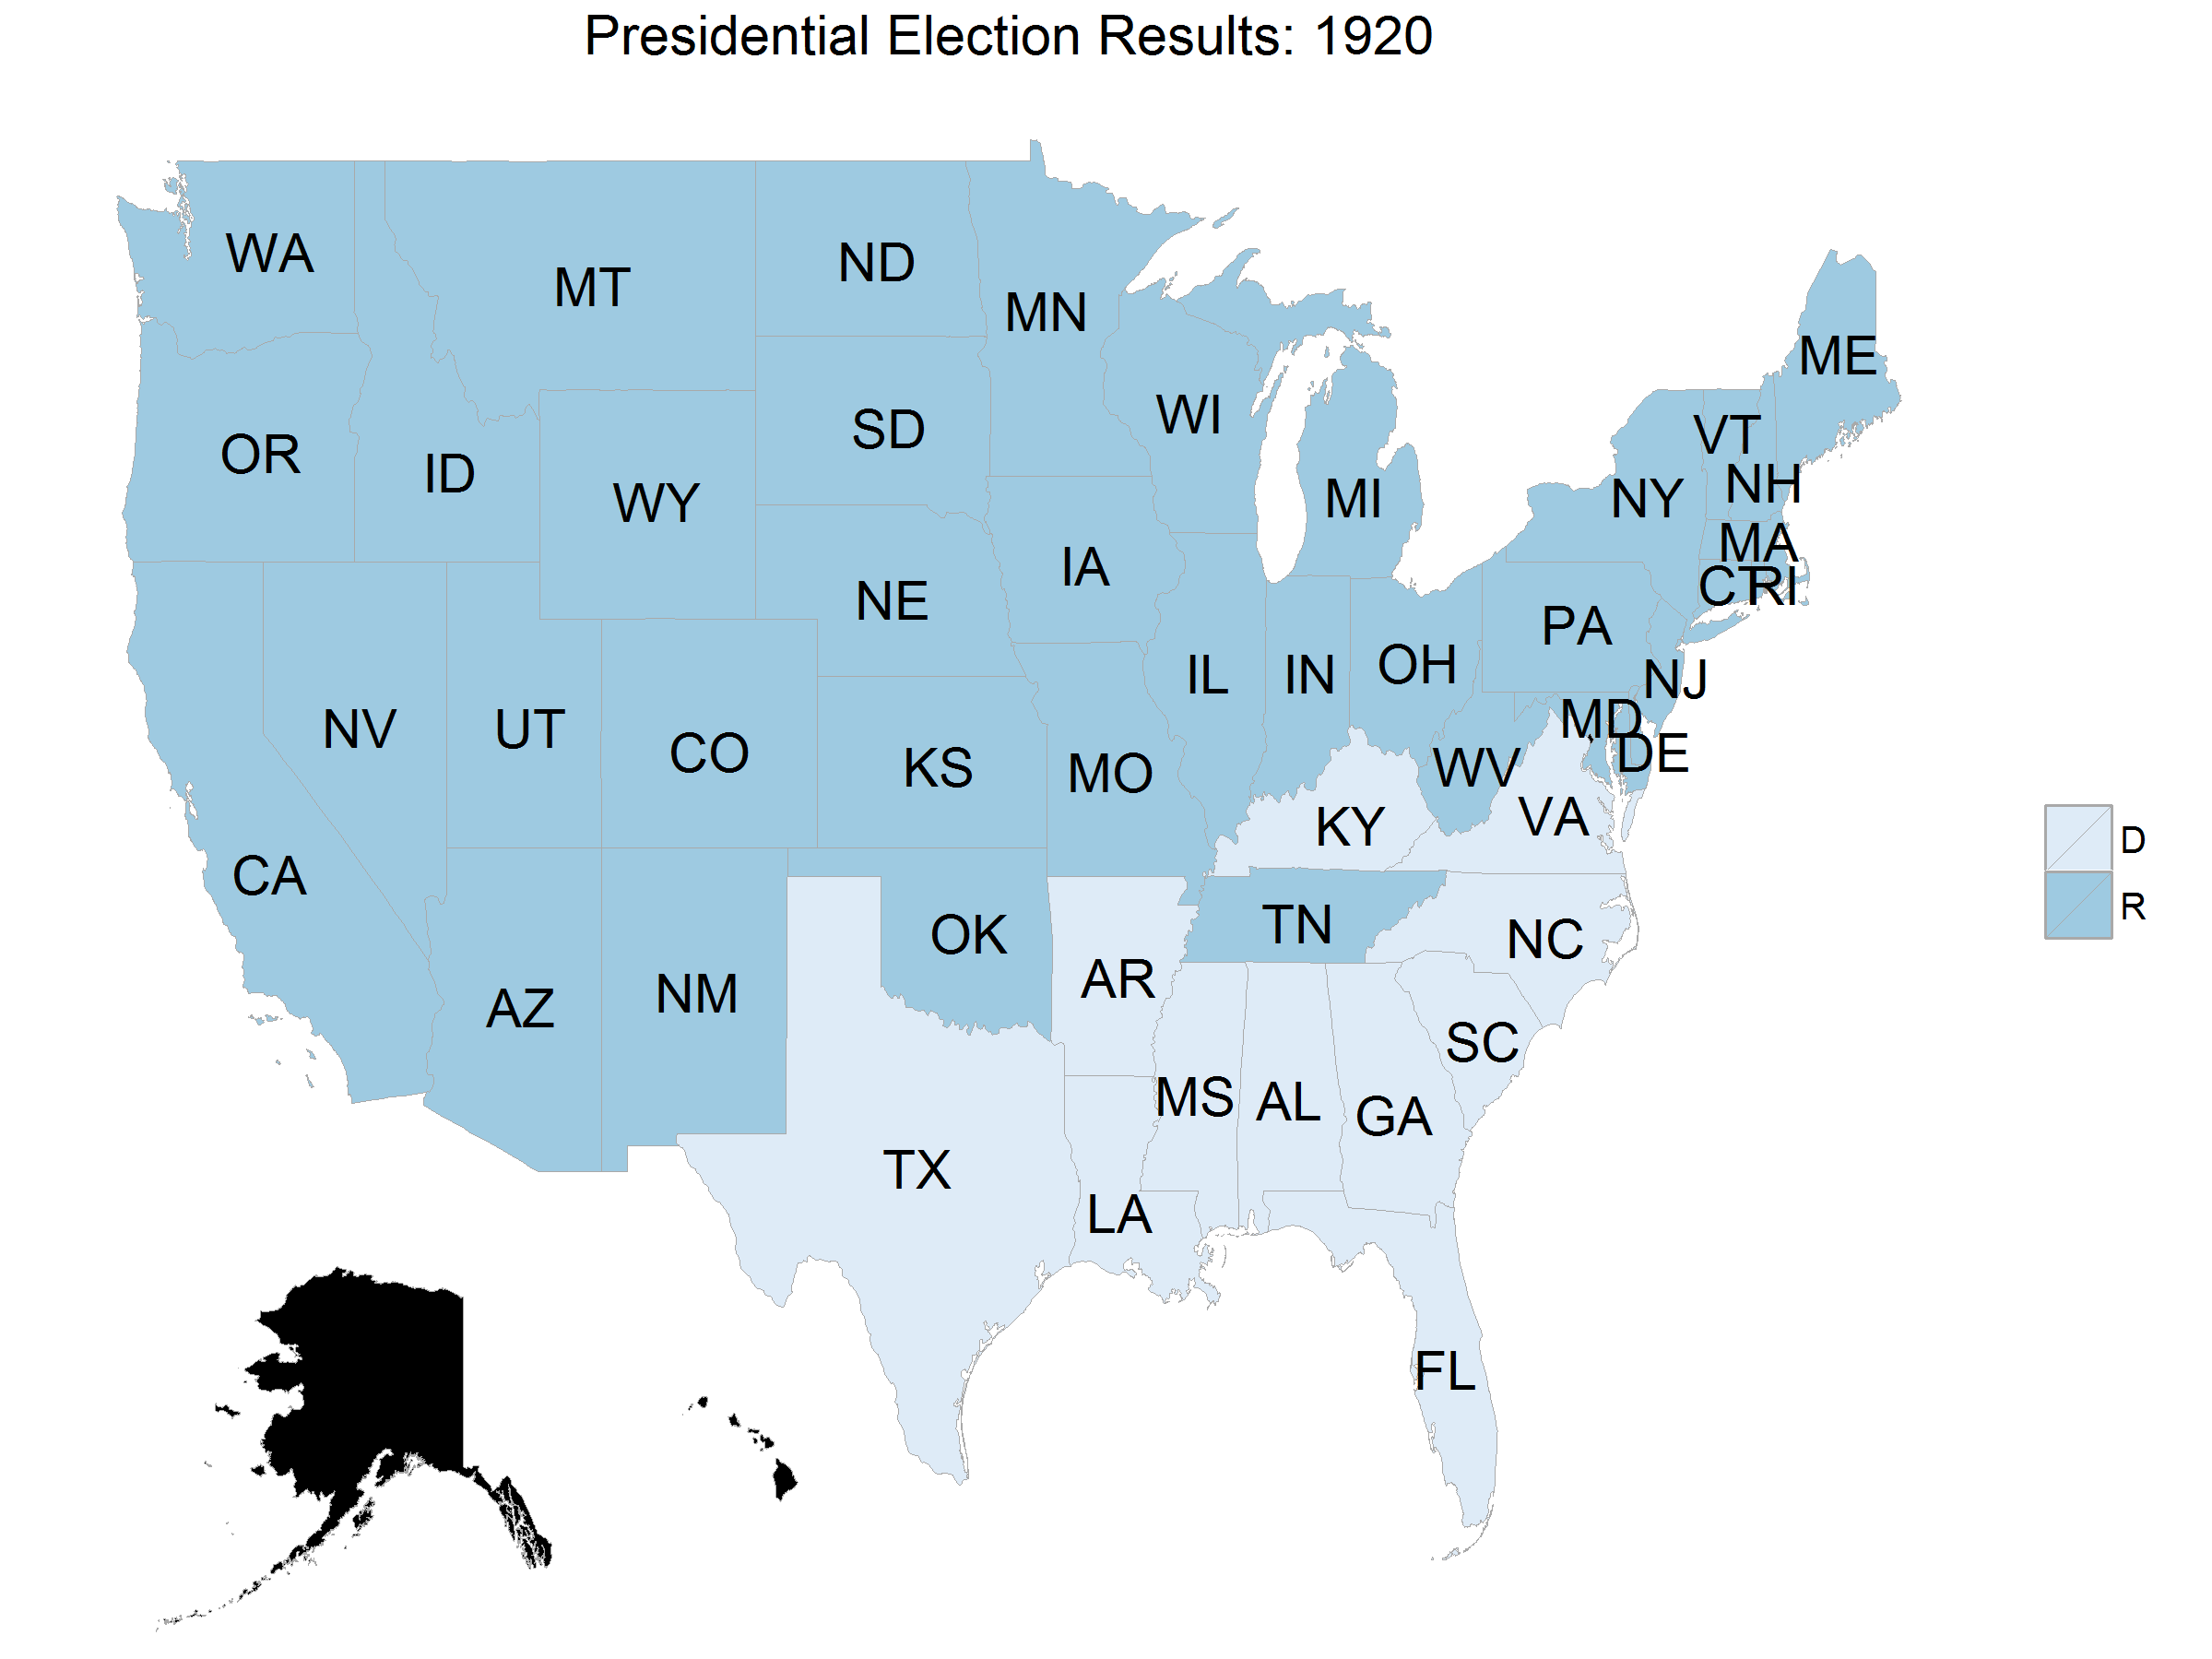 Presidential Election Results: 1920
WA
MT
ND
MN
ME
OR
ID
WY
SD
WI
MI
NY
VT
NH
MA
CT
RI
NE
IA
PA
NJ
NV
UT
CO
KS
MO
IL
IN
OH
MD
DE
WV
VA
KY
CA
AZ
NM
OK
AR
TN
NC
SC
TX
LA
MS
AL
GA
FL
D
R